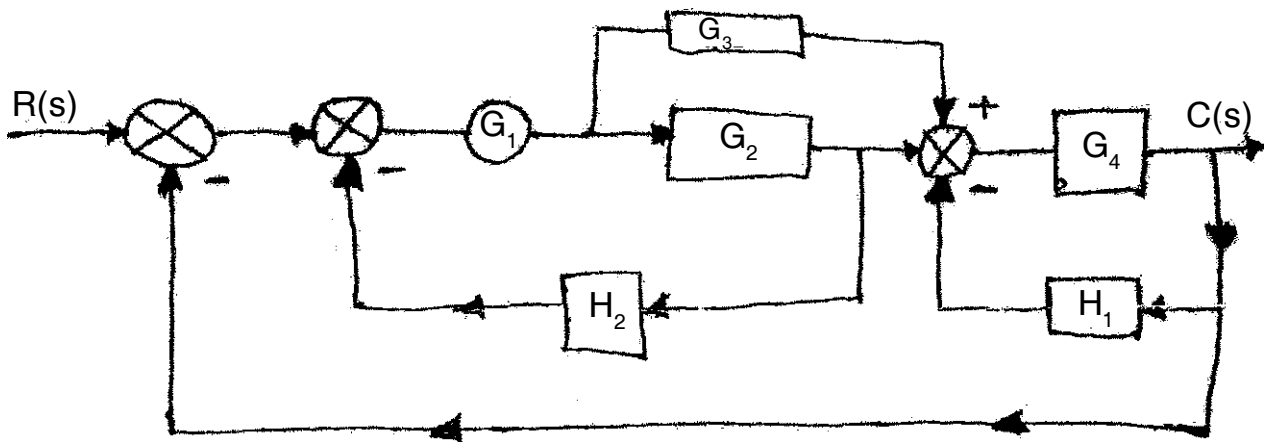 G₃
R(s)
G₁
G₂
+
G₄
C(s)
-
-
-
H₂
H₁